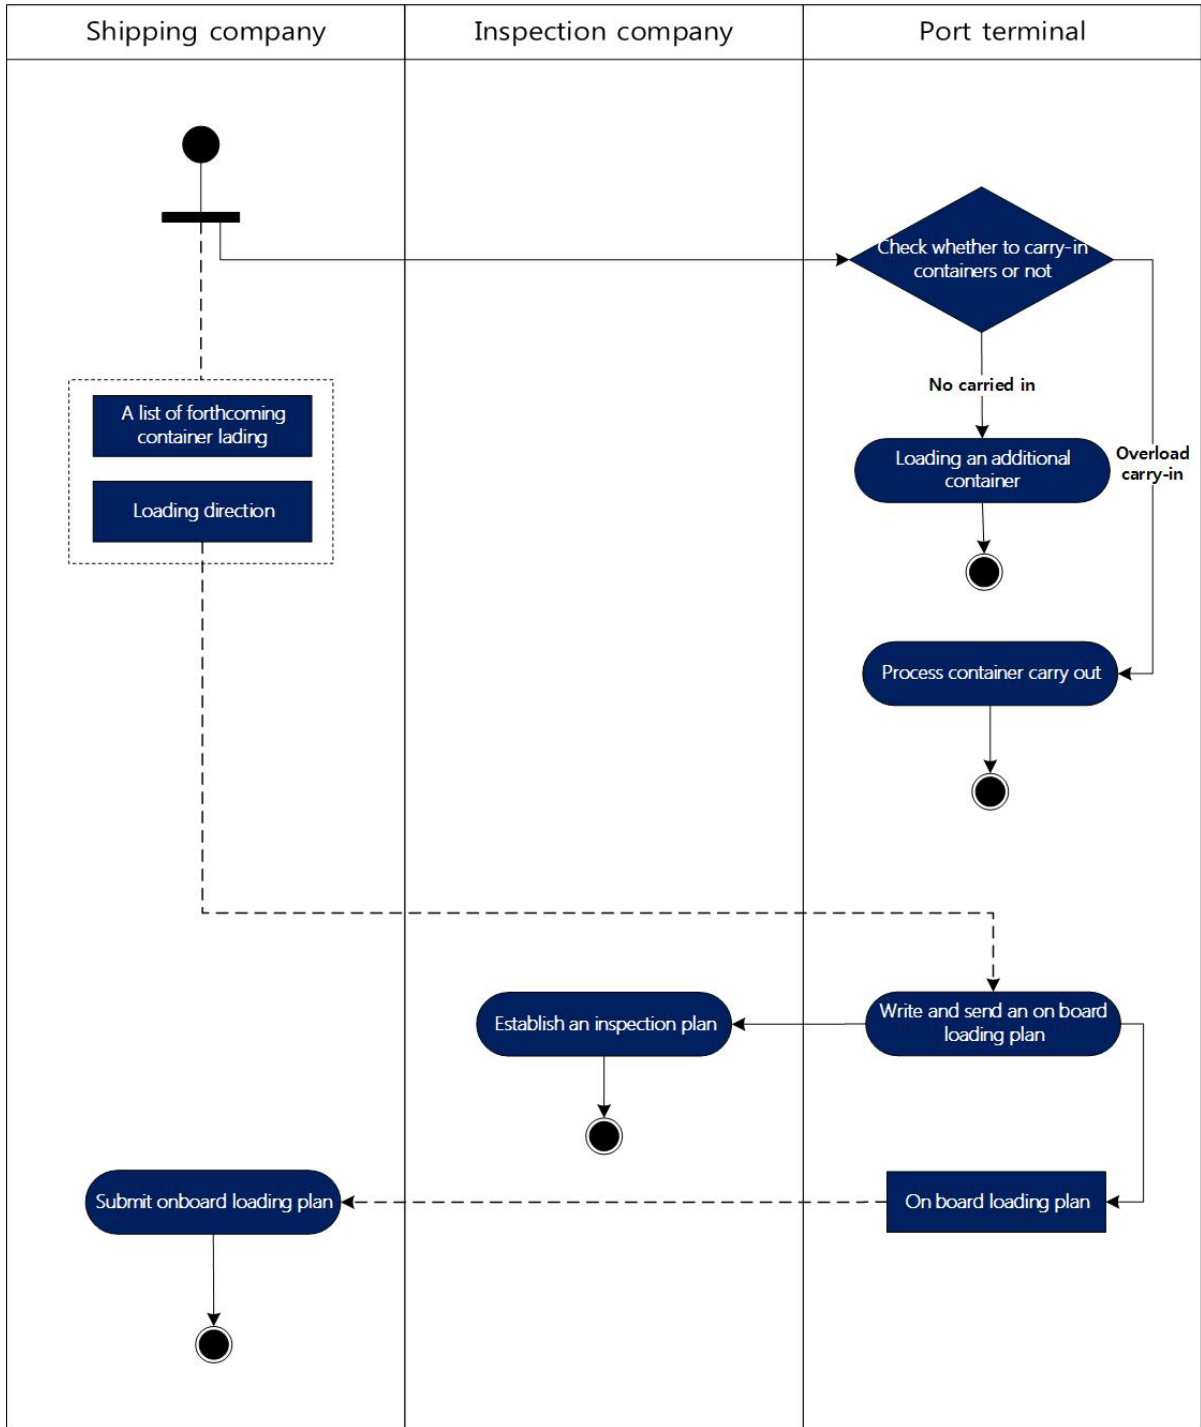 Shipping company
Inspection company
Port terminal
Check whether to carry-in
containers or not
No carried in
A list of forthcoming
container lading
Loading an additional
container
Overload
carry-in
Loading direction
Process container carry out
Write and send an on board
loading plan
Establish an inspection plan
Submit onboard loading plan
On board loading plan